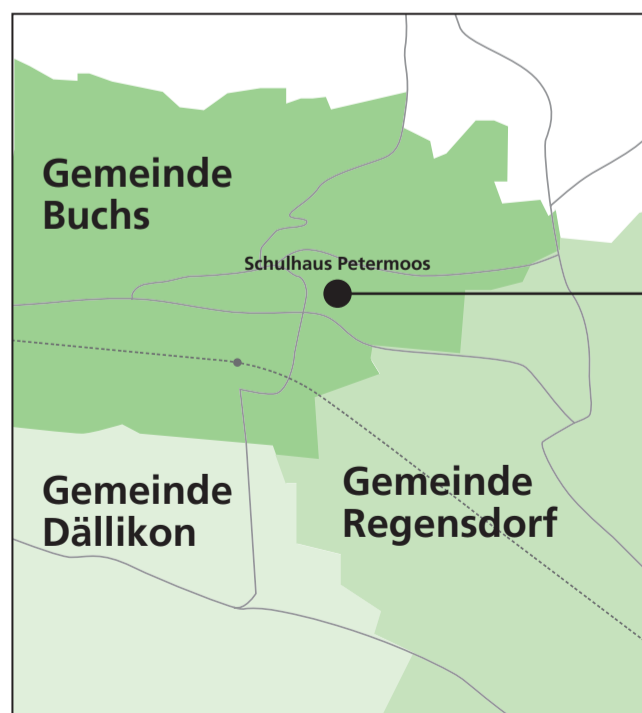 Gemeinde
Buchs
Schulhaus Petermoos
Gemeinde
Dällikon
Gemeinde
Regensdorf